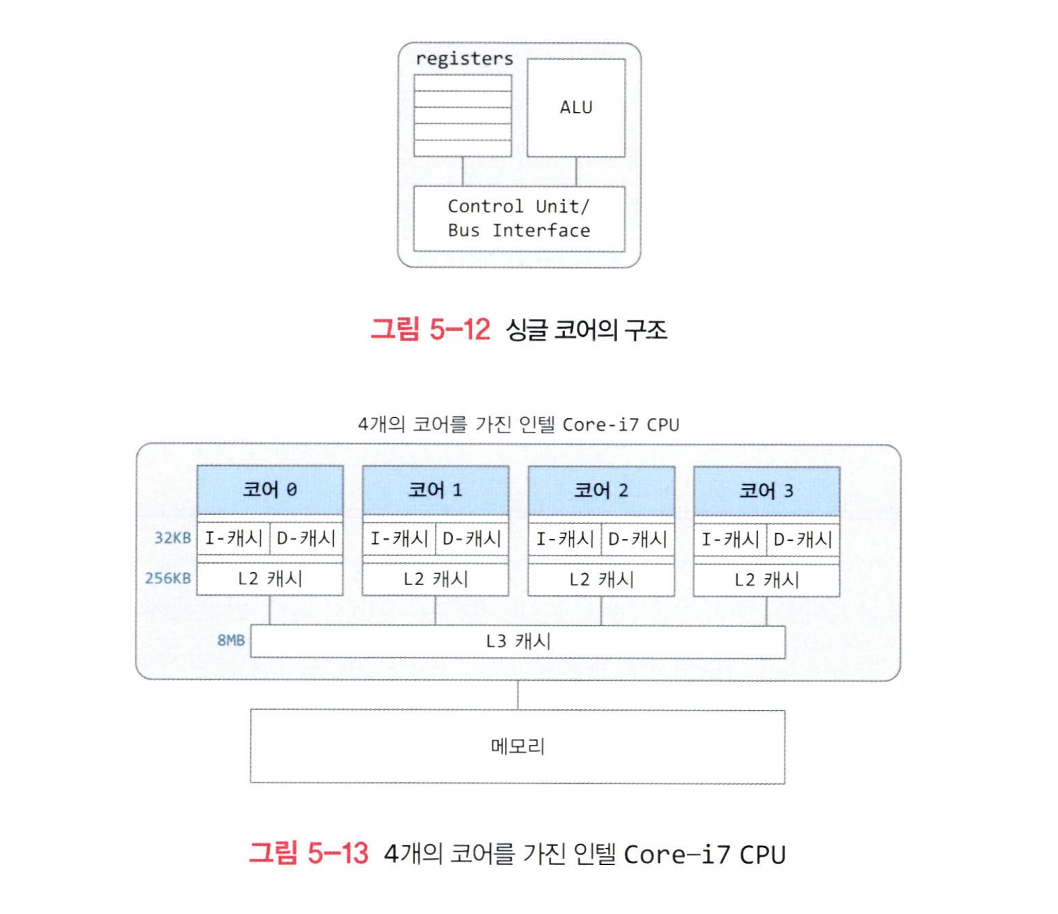 registers
ALU
Control Unit/
Bus Interface
그림 5-12 싱글 코어의 구조
4개의 코어를 가진 인텔 Core-i7 CPU
코어 0 코어 1 코어 2 코어 3
32KB I-캐시 D-캐시 I-캐시 D-캐시 I-캐시 D-캐시 I-캐시 D-캐시
256KB L2 캐시 L2 캐시 L2 캐시 L2 캐시
8MB L3 캐시
메모리
그림 5-13 4개의 코어를 가진 인텔 Core-i7 CPU